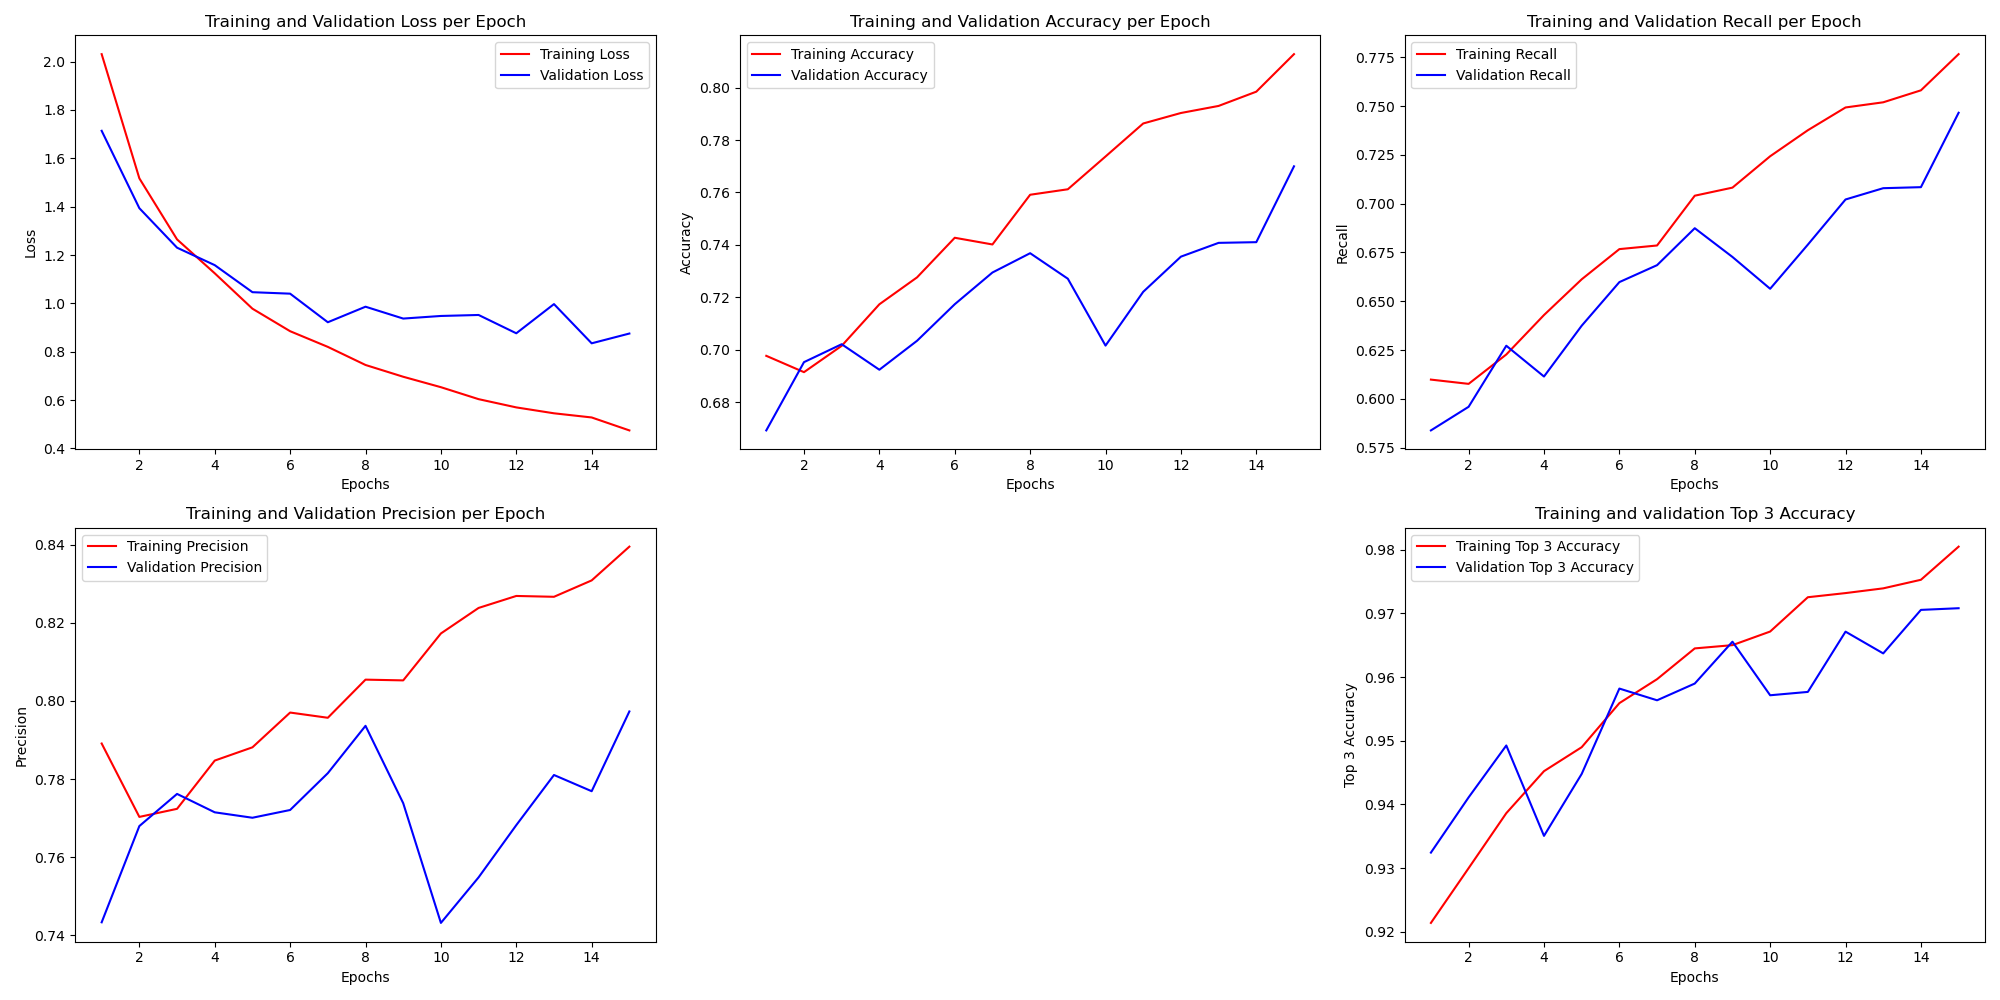 Training and Validation Loss per Epoch
Training Loss
Validation Loss
2.0
1.8
1.6
1.4
1.2
1.0
0.8
0.6
0.4
Loss
2 4 6 8 10 12 14
Epochs
Training and Validation Accuracy per Epoch
Training Accuracy
Validation Accuracy
0.80
0.78
0.76
0.74
0.72
0.70
0.68
Accuracy
2 4 6 8 10 12 14
Epochs
Training and Validation Recall per Epoch
Training Recall
Validation Recall
0.775
0.750
0.725
0.700
0.675
0.650
0.625
0.600
0.575
Recall
2 4 6 8 10 12 14
Epochs
Training and Validation Precision per Epoch
Training Precision
Validation Precision
0.84
0.82
0.80
0.78
0.76
0.74
Precision
2 4 6 8 10 12 14
Epochs
Training and validation Top 3 Accuracy
Training Top 3 Accuracy
Validation Top 3 Accuracy
0.98
0.97
0.96
0.95
0.94
0.93
0.92
Top 3 Accuracy
2 4 6 8 10 12 14
Epochs